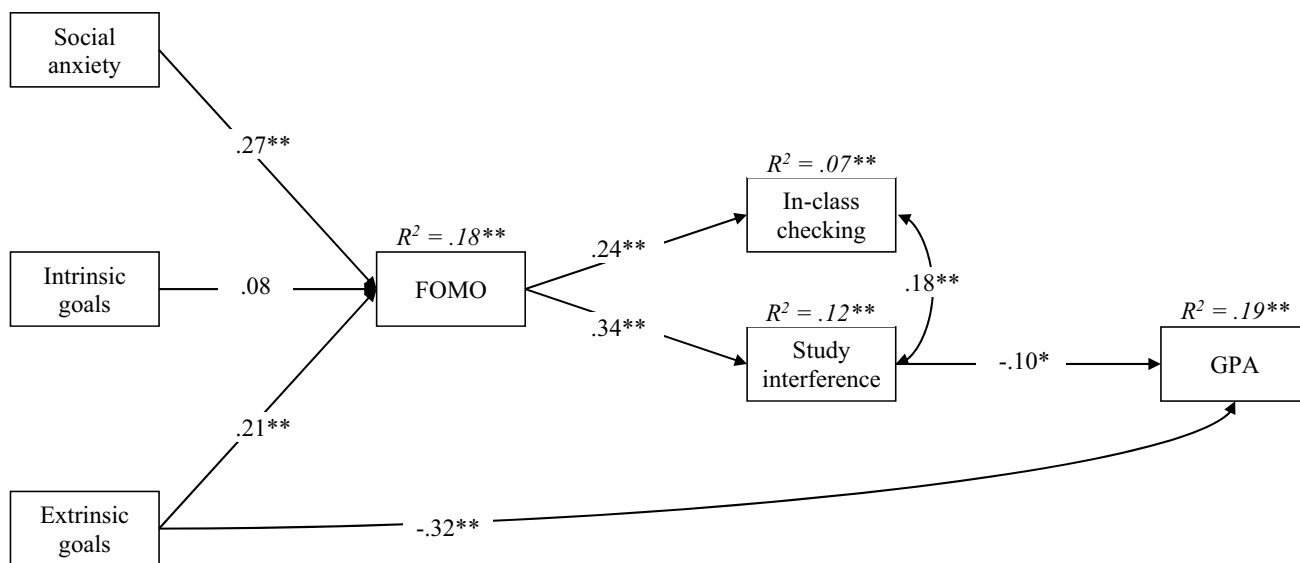 Social
anxiety
.27**
R² = .07**
In-class
checking
R² = .18**
.24**
Intrinsic
goals
.08
FOMO
.18**
.34**
R² = .12**
R² = .19**
Study
interference
-.10*
GPA
.21**
Extrinsic
goals
-.32**